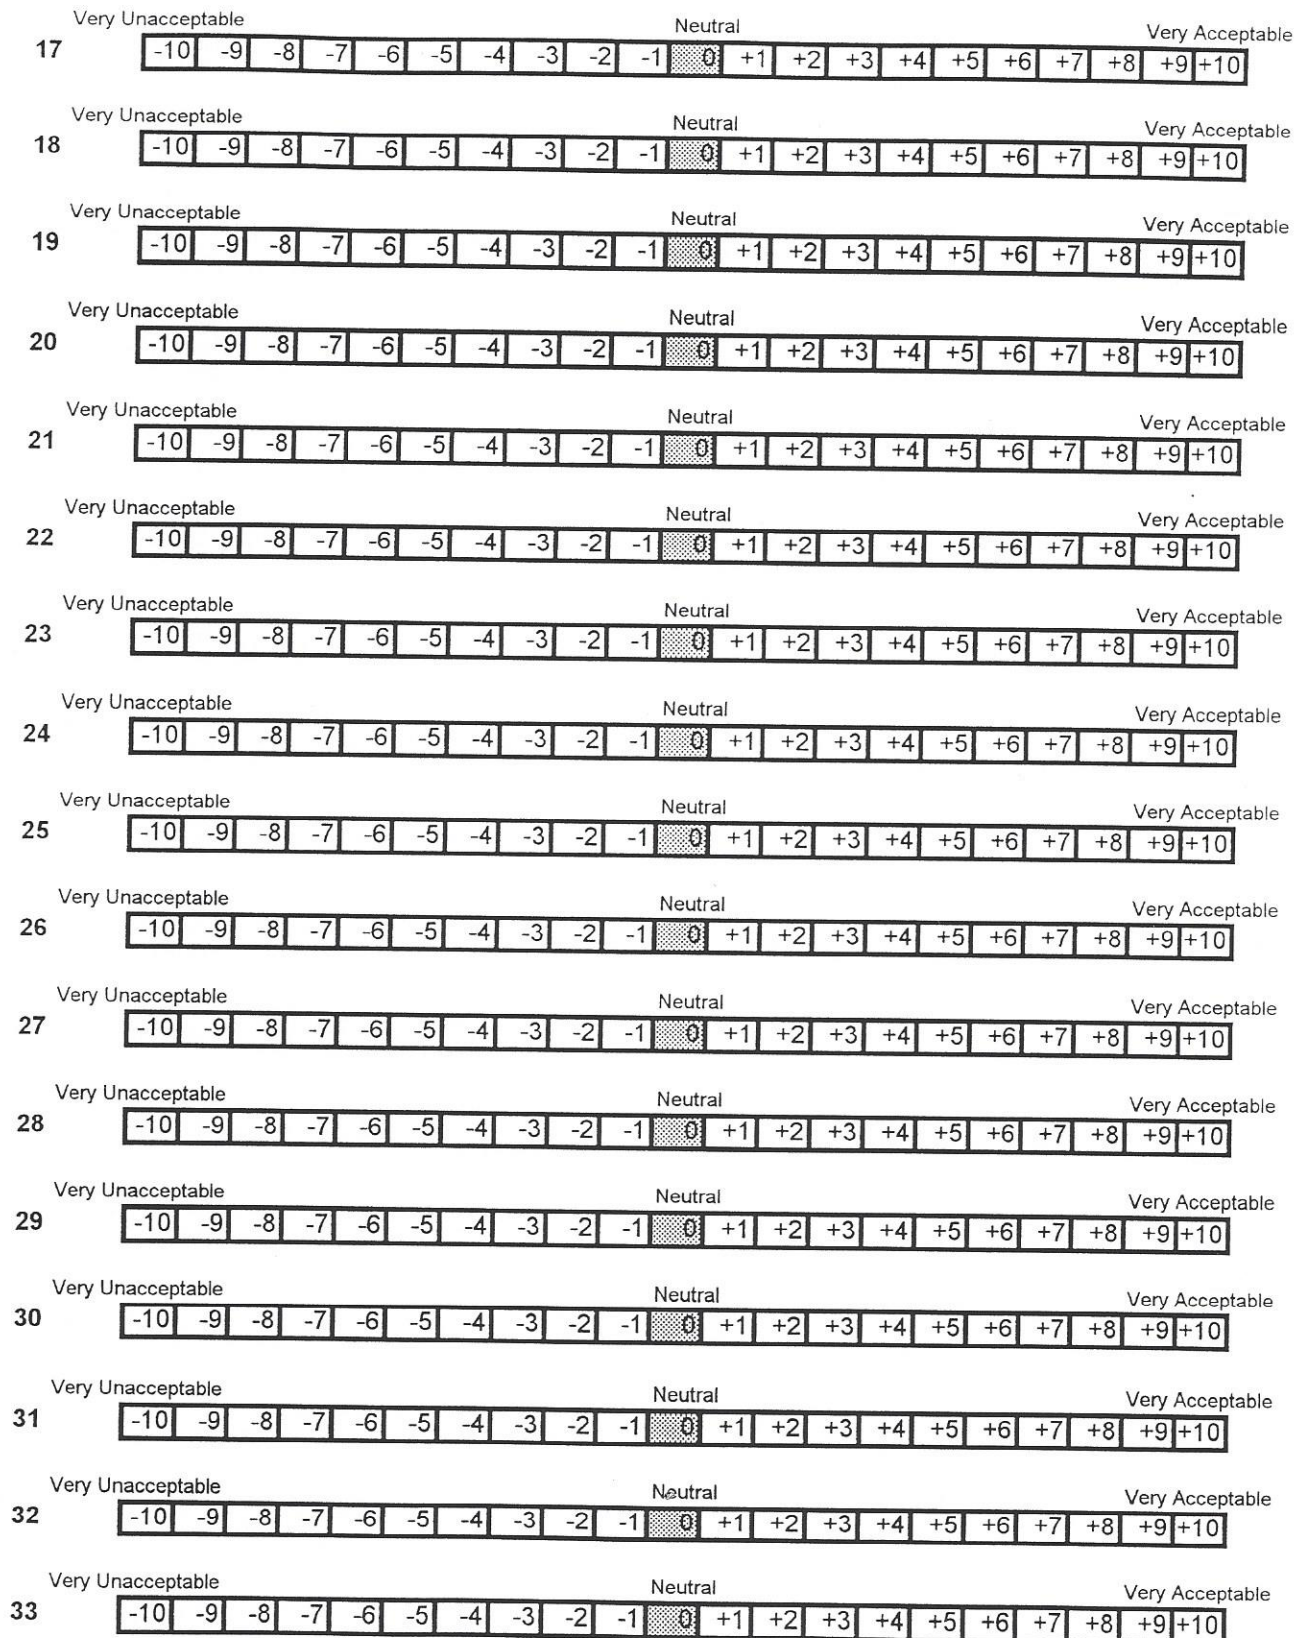 Very Unacceptable Neutral Very Acceptable
17 -10 -9 -8 -7 -6 -5 -4 -3 -2 -1 0 +1 +2 +3 +4 +5 +6 +7 +8 +9 +10
Very Unacceptable Neutral Very Acceptable
18 -10 -9 -8 -7 -6 -5 -4 -3 -2 -1 0 +1 +2 +3 +4 +5 +6 +7 +8 +9 +10
Very Unacceptable Neutral Very Acceptable
19 -10 -9 -8 -7 -6 -5 -4 -3 -2 -1 0 +1 +2 +3 +4 +5 +6 +7 +8 +9 +10
Very Unacceptable Neutral Very Acceptable
20 -10 -9 -8 -7 -6 -5 -4 -3 -2 -1 0 +1 +2 +3 +4 +5 +6 +7 +8 +9 +10
Very Unacceptable Neutral Very Acceptable
21 -10 -9 -8 -7 -6 -5 -4 -3 -2 -1 0 +1 +2 +3 +4 +5 +6 +7 +8 +9 +10
Very Unacceptable Neutral Very Acceptable
22 -10 -9 -8 -7 -6 -5 -4 -3 -2 -1 0 +1 +2 +3 +4 +5 +6 +7 +8 +9 +10
Very Unacceptable Neutral Very Acceptable
23 -10 -9 -8 -7 -6 -5 -4 -3 -2 -1 0 +1 +2 +3 +4 +5 +6 +7 +8 +9 +10
Very Unacceptable Neutral Very Acceptable
24 -10 -9 -8 -7 -6 -5 -4 -3 -2 -1 0 +1 +2 +3 +4 +5 +6 +7 +8 +9 +10
Very Unacceptable Neutral Very Acceptable
25 -10 -9 -8 -7 -6 -5 -4 -3 -2 -1 0 +1 +2 +3 +4 +5 +6 +7 +8 +9 +10
Very Unacceptable Neutral Very Acceptable
26 -10 -9 -8 -7 -6 -5 -4 -3 -2 -1 0 +1 +2 +3 +4 +5 +6 +7 +8 +9 +10
Very Unacceptable Neutral Very Acceptable
27 -10 -9 -8 -7 -6 -5 -4 -3 -2 -1 0 +1 +2 +3 +4 +5 +6 +7 +8 +9 +10
Very Unacceptable Neutral Very Acceptable
28 -10 -9 -8 -7 -6 -5 -4 -3 -2 -1 0 +1 +2 +3 +4 +5 +6 +7 +8 +9 +10
Very Unacceptable Neutral Very Acceptable
29 -10 -9 -8 -7 -6 -5 -4 -3 -2 -1 0 +1 +2 +3 +4 +5 +6 +7 +8 +9 +10
Very Unacceptable Neutral Very Acceptable
30 -10 -9 -8 -7 -6 -5 -4 -3 -2 -1 0 +1 +2 +3 +4 +5 +6 +7 +8 +9 +10
Very Unacceptable Neutral Very Acceptable
31 -10 -9 -8 -7 -6 -5 -4 -3 -2 -1 0 +1 +2 +3 +4 +5 +6 +7 +8 +9 +10
Very Unacceptable Neutral Very Acceptable
32 -10 -9 -8 -7 -6 -5 -4 -3 -2 -1 0 +1 +2 +3 +4 +5 +6 +7 +8 +9 +10
Very Unacceptable Neutral Very Acceptable
33 -10 -9 -8 -7 -6 -5 -4 -3 -2 -1 0 +1 +2 +3 +4 +5 +6 +7 +8 +9 +10